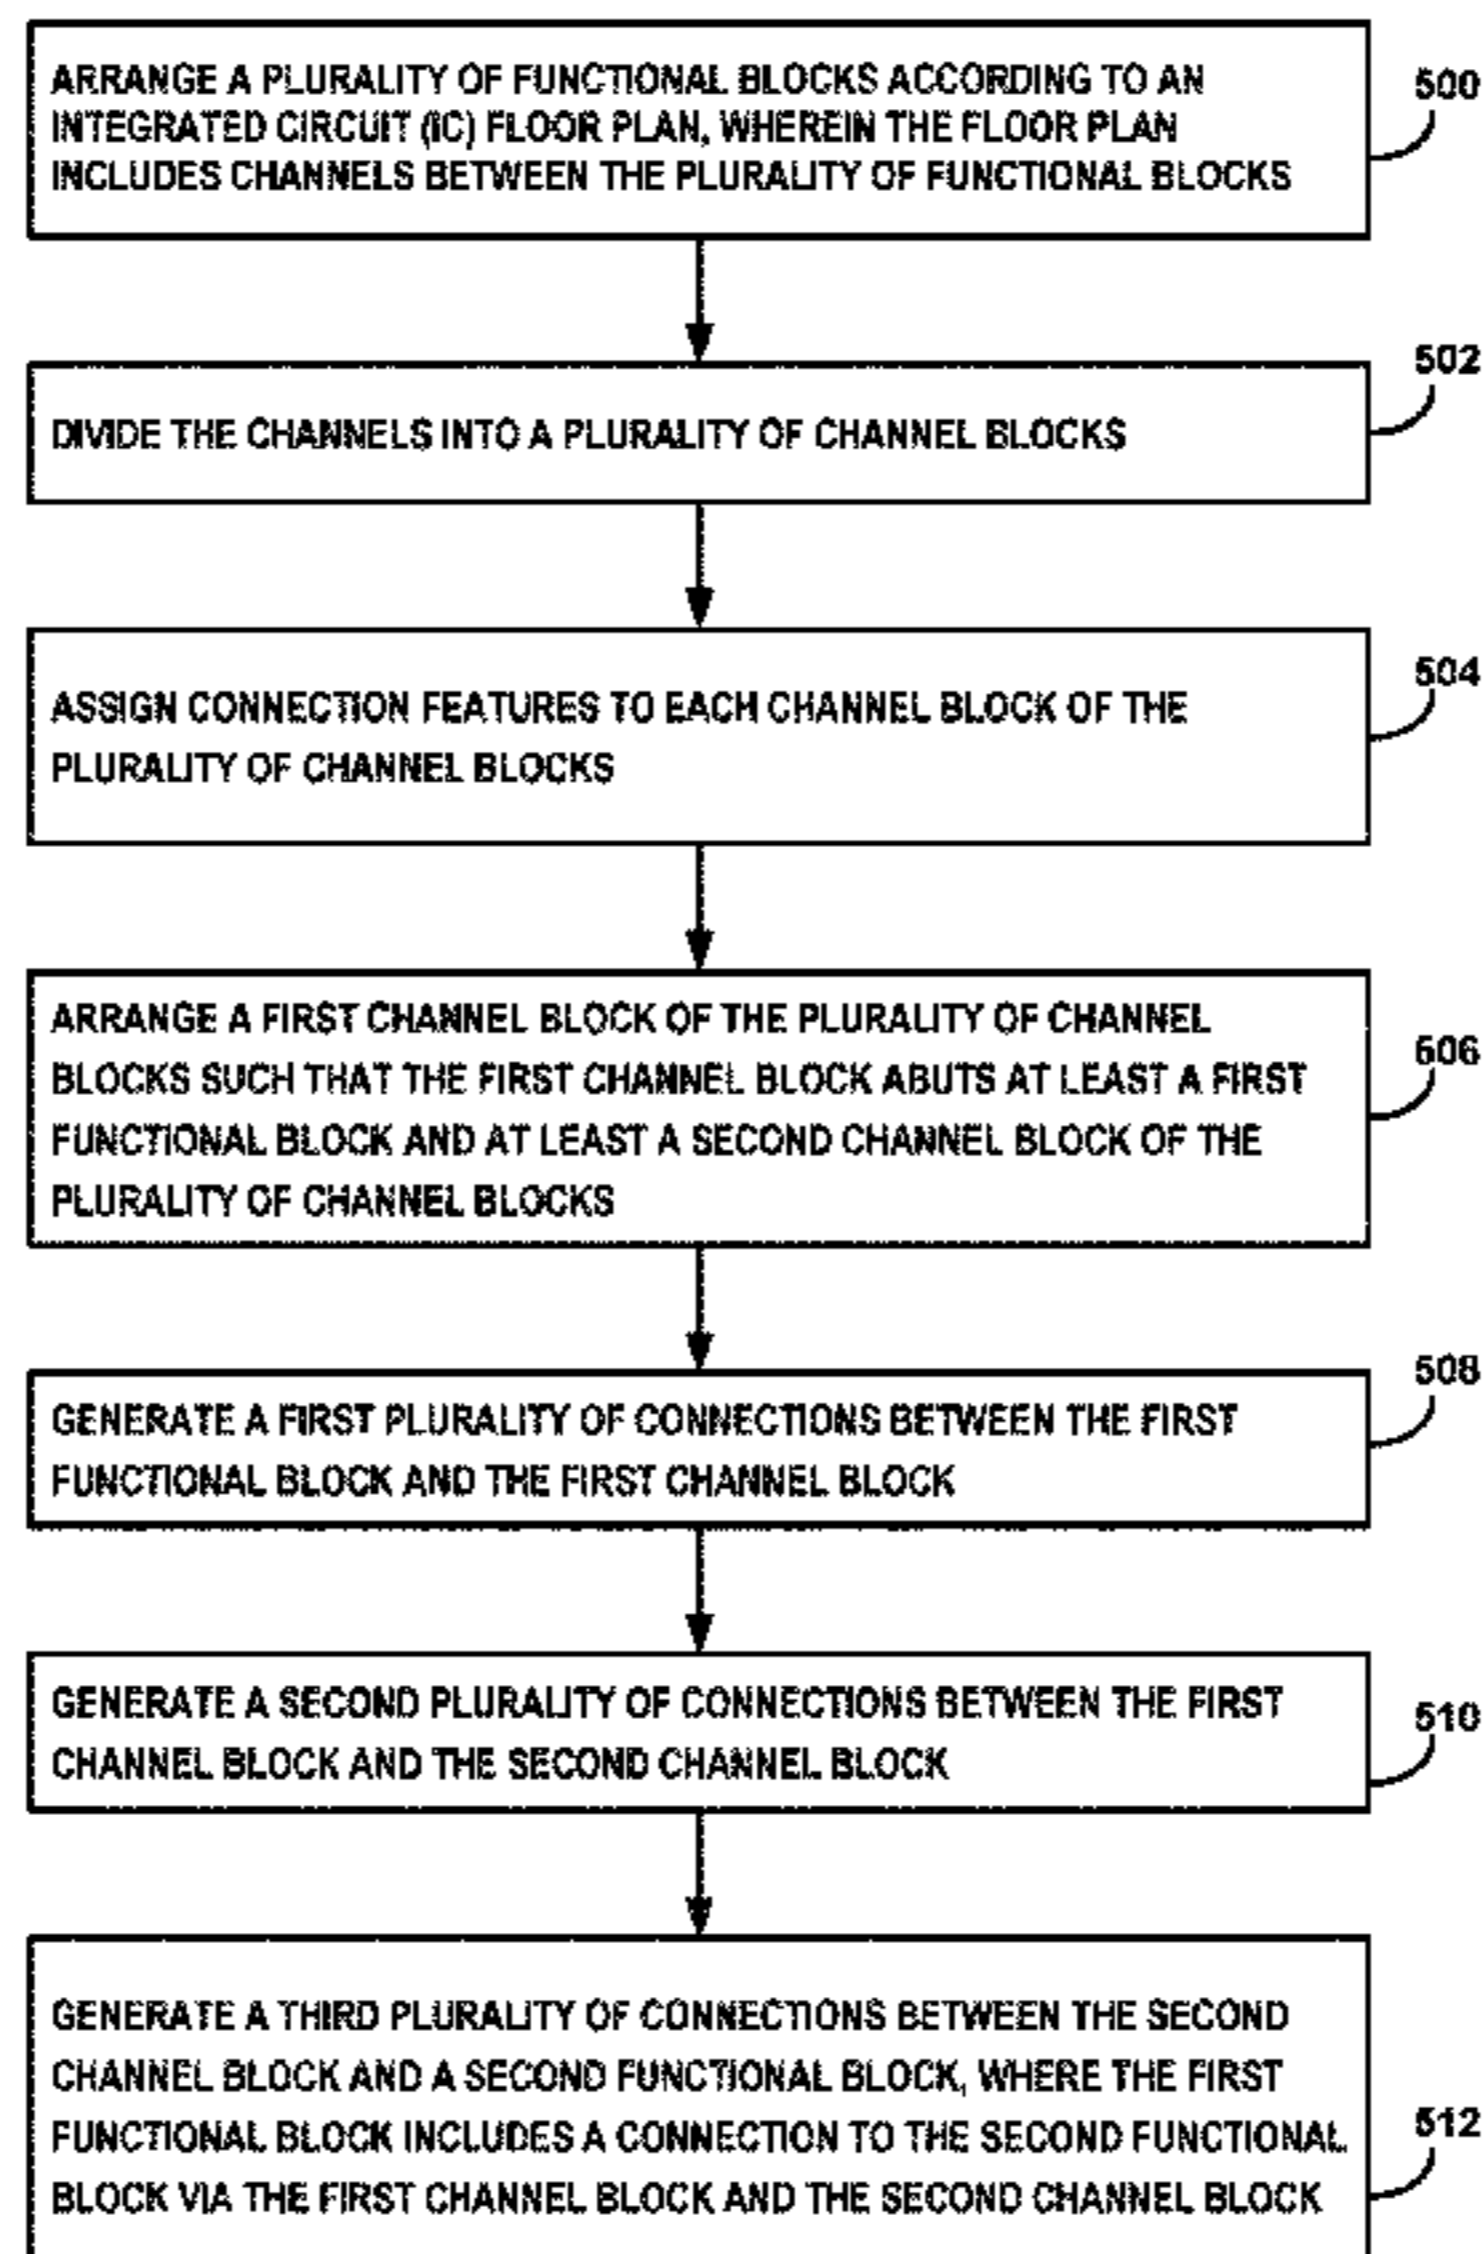 ARRANGE A PLURALITY OF FUNCTIONAL BLOCKS ACCORDING TO AN
INTEGRATED CIRCUIT (IC) FLOOR PLAN, WHEREIN THE FLOOR PLAN
INCLUDES CHANNELS BETWEEN THE PLURALITY OF FUNCTIONAL BLOCKS
500
DIVIDE THE CHANNELS INTO A PLURALITY OF CHANNEL BLOCKS
502
ASSIGN CONNECTION FEATURES TO EACH CHANNEL BLOCK OF THE
PLURALITY OF CHANNEL BLOCKS
504
ARRANGE A FIRST CHANNEL BLOCK OF THE PLURALITY OF CHANNEL
BLOCKS SUCH THAT THE FIRST CHANNEL BLOCK ABUTS AT LEAST A FIRST
FUNCTIONAL BLOCK AND AT LEAST A SECOND CHANNEL BLOCK OF THE
PLURALITY OF CHANNEL BLOCKS
506
GENERATE A FIRST PLURALITY OF CONNECTIONS BETWEEN THE FIRST
FUNCTIONAL BLOCK AND THE FIRST CHANNEL BLOCK
508
GENERATE A SECOND PLURALITY OF CONNECTIONS BETWEEN THE FIRST
CHANNEL BLOCK AND THE SECOND CHANNEL BLOCK
510
GENERATE A THIRD PLURALITY OF CONNECTIONS BETWEEN THE SECOND
CHANNEL BLOCK AND A SECOND FUNCTIONAL BLOCK, WHERE THE FIRST
FUNCTIONAL BLOCK INCLUDES A CONNECTION TO THE SECOND FUNCTIONAL
BLOCK VIA THE FIRST CHANNEL BLOCK AND THE SECOND CHANNEL BLOCK
512